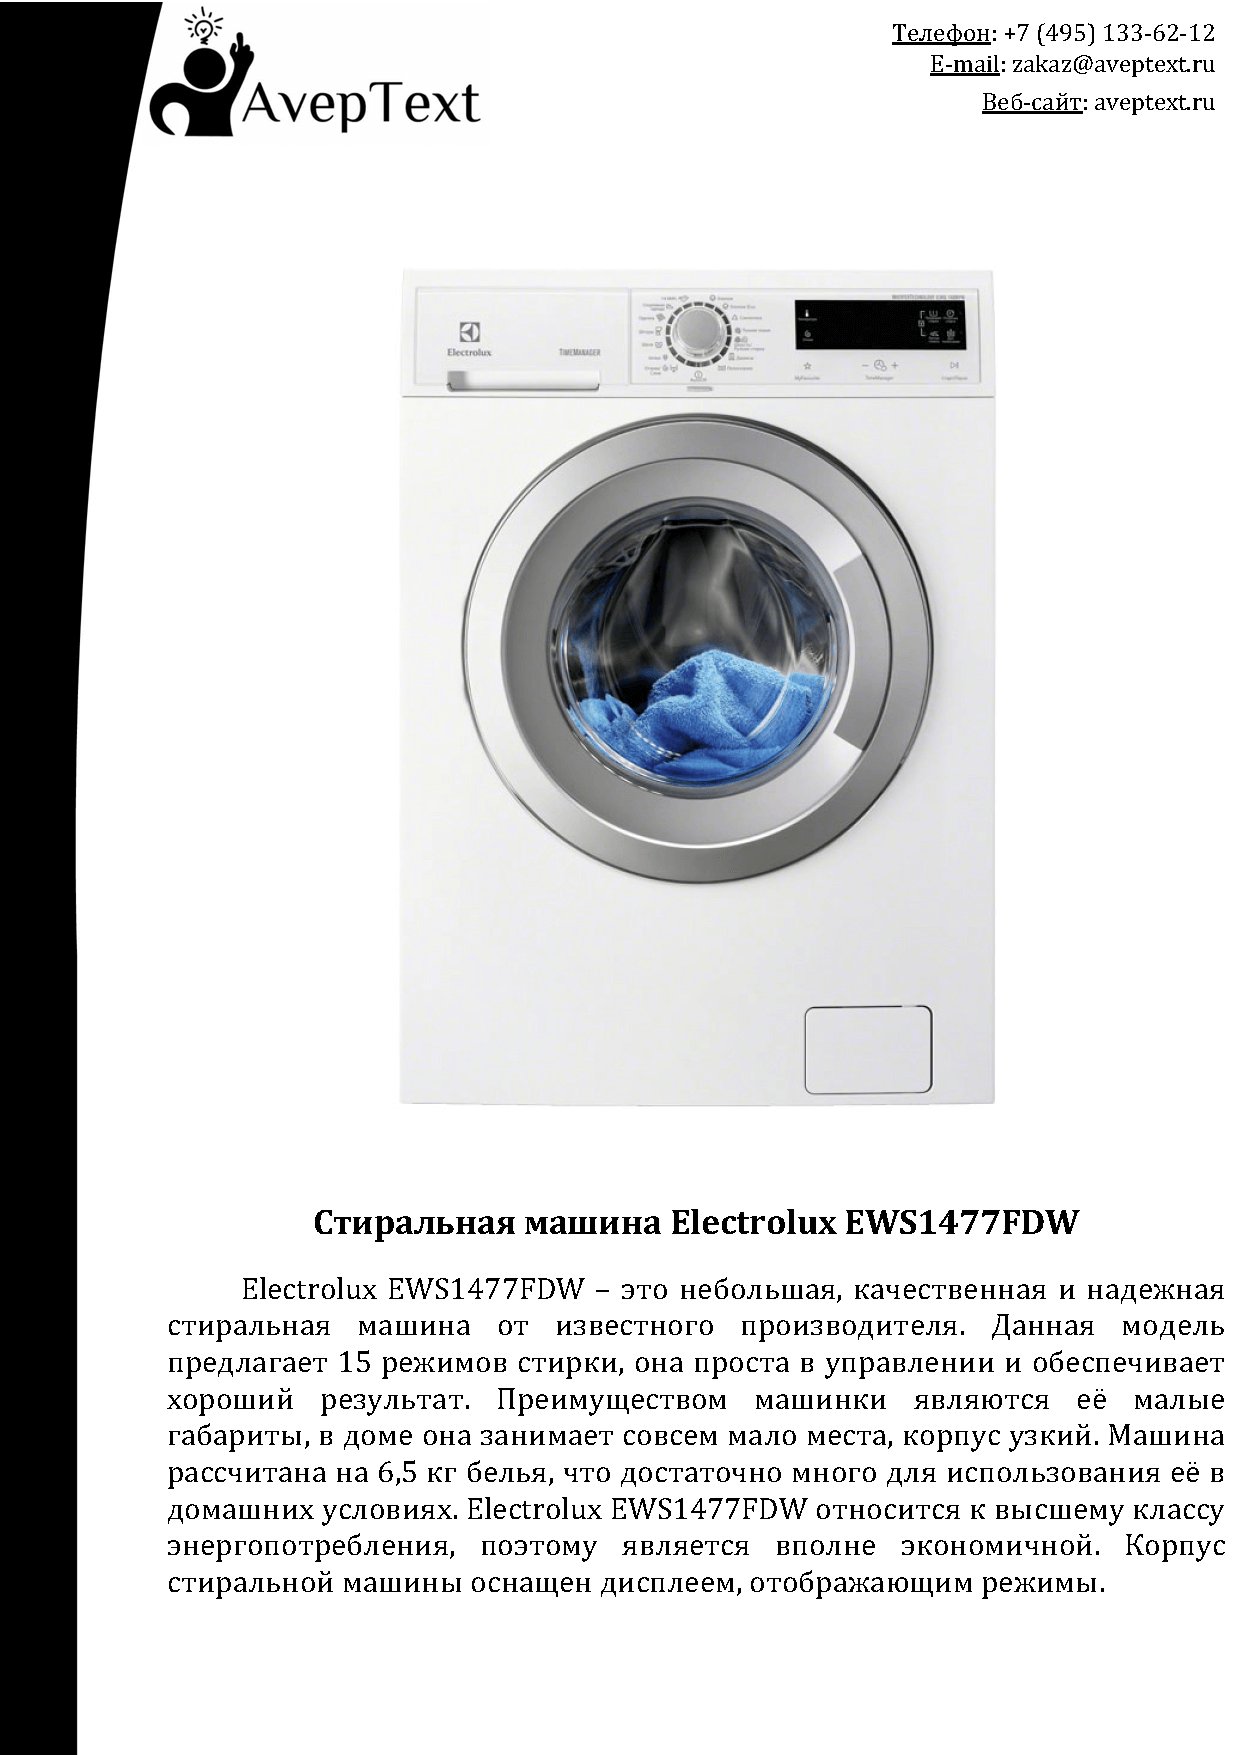 AvepText
Телефон: +7 (495) 133-62-12
E-mail: zakaz@aveptext.ru
Веб-сайт: aveptext.ru
Electrolux
TIMEMANAGER
MyFavourite
TimeManager
Старт/Пауза
Стиральная машина Electrolux EWS1477FDW
Electrolux EWS1477FDW – это небольшая, качественная и надежная
стиральная машина от известного производителя. Данная модель
предлагает 15 режимов стирки, она проста в управлении и обеспечивает
хороший результат. Преимуществом машинки являются её малые
габариты, в доме она занимает совсем мало места, корпус узкий. Машина
рассчитана на 6,5 кг белья, что достаточно много для использования её в
домашних условиях. Electrolux EWS1477FDW относится к высшему классу
энергопотребления, поэтому является вполне экономичной. Корпус
стиральной машины оснащен дисплеем, отображающим режимы.